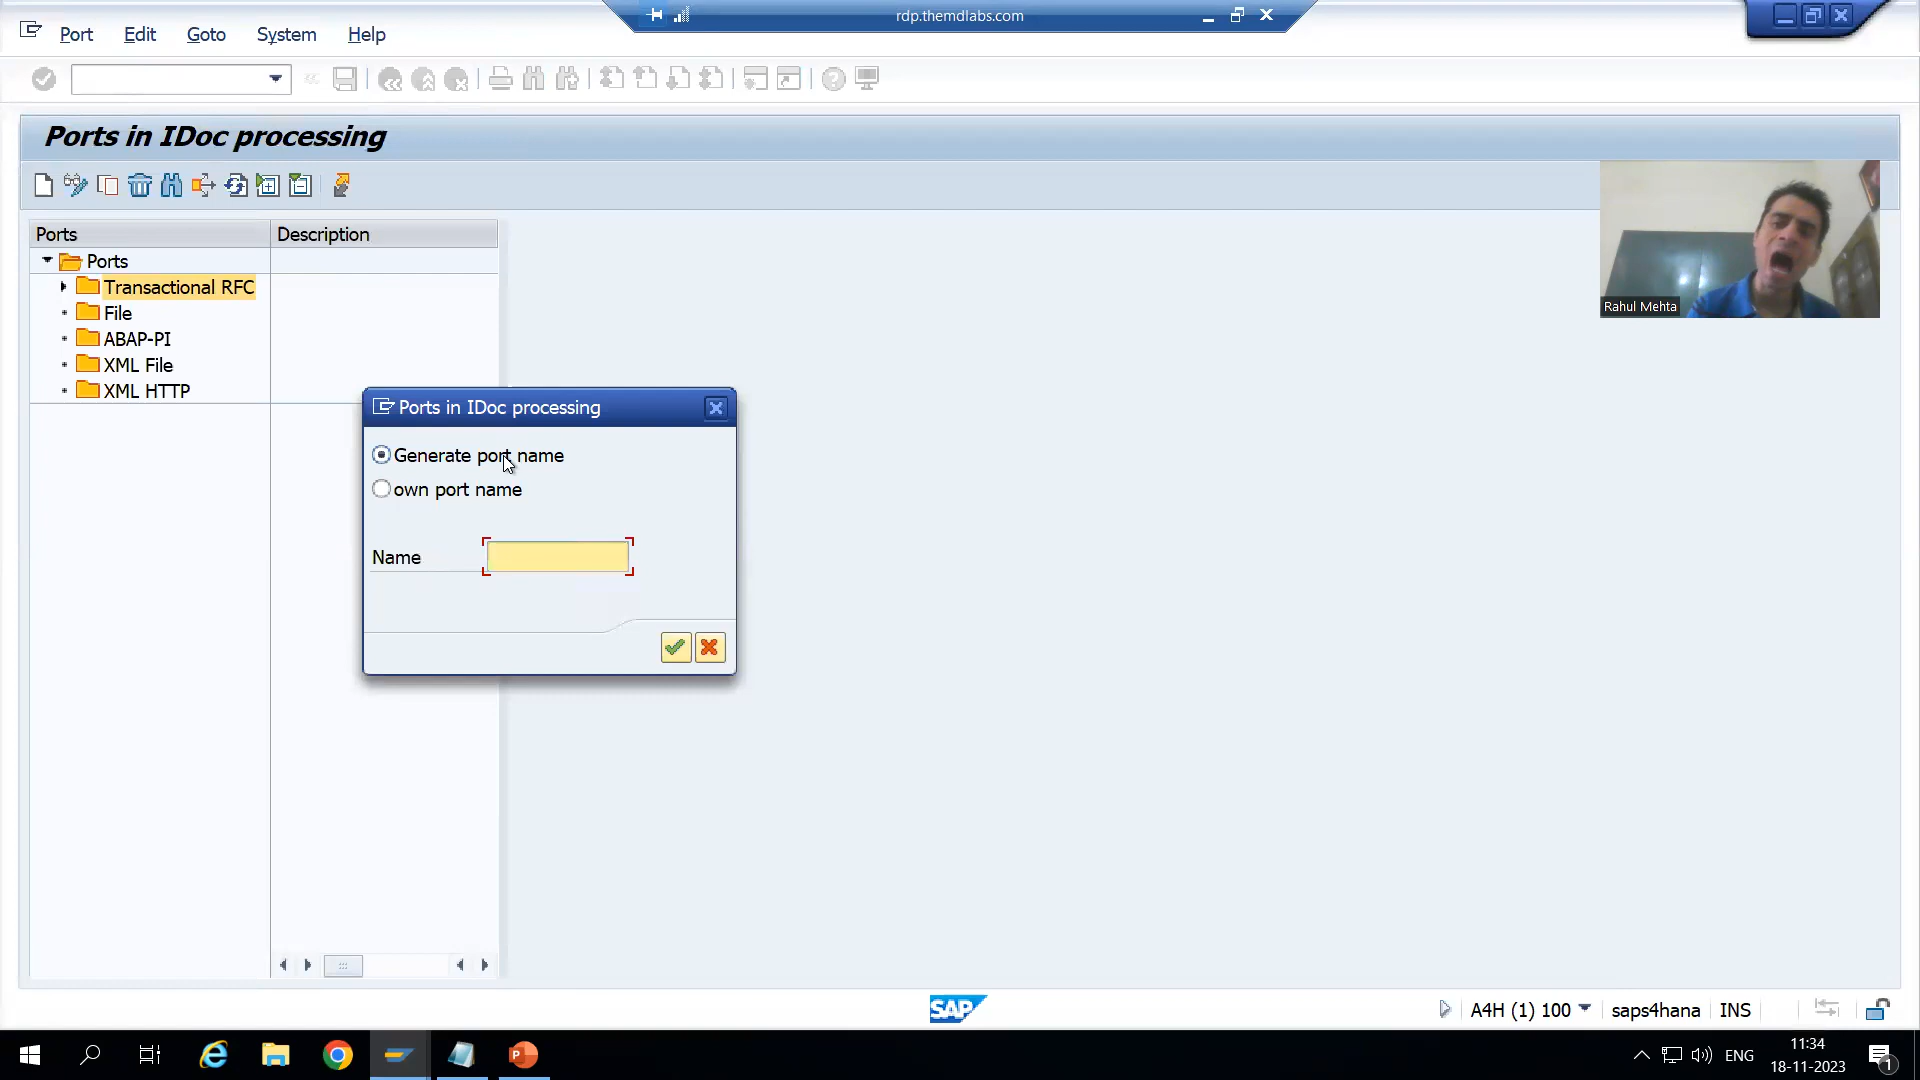 rdp.themdlabs.com
Port Edit Goto System Help
Ports in IDoc processing
Ports Description
Ports
Transactional RFC
File
ABAP-PI
XML File
XML HTTP
Rahul Mehta
Ports in IDoc processing
Generate port name
own port name
Name
SAP
A4H (1) 100 saps4hana INS
11:34
ENG
18-11-2023
1